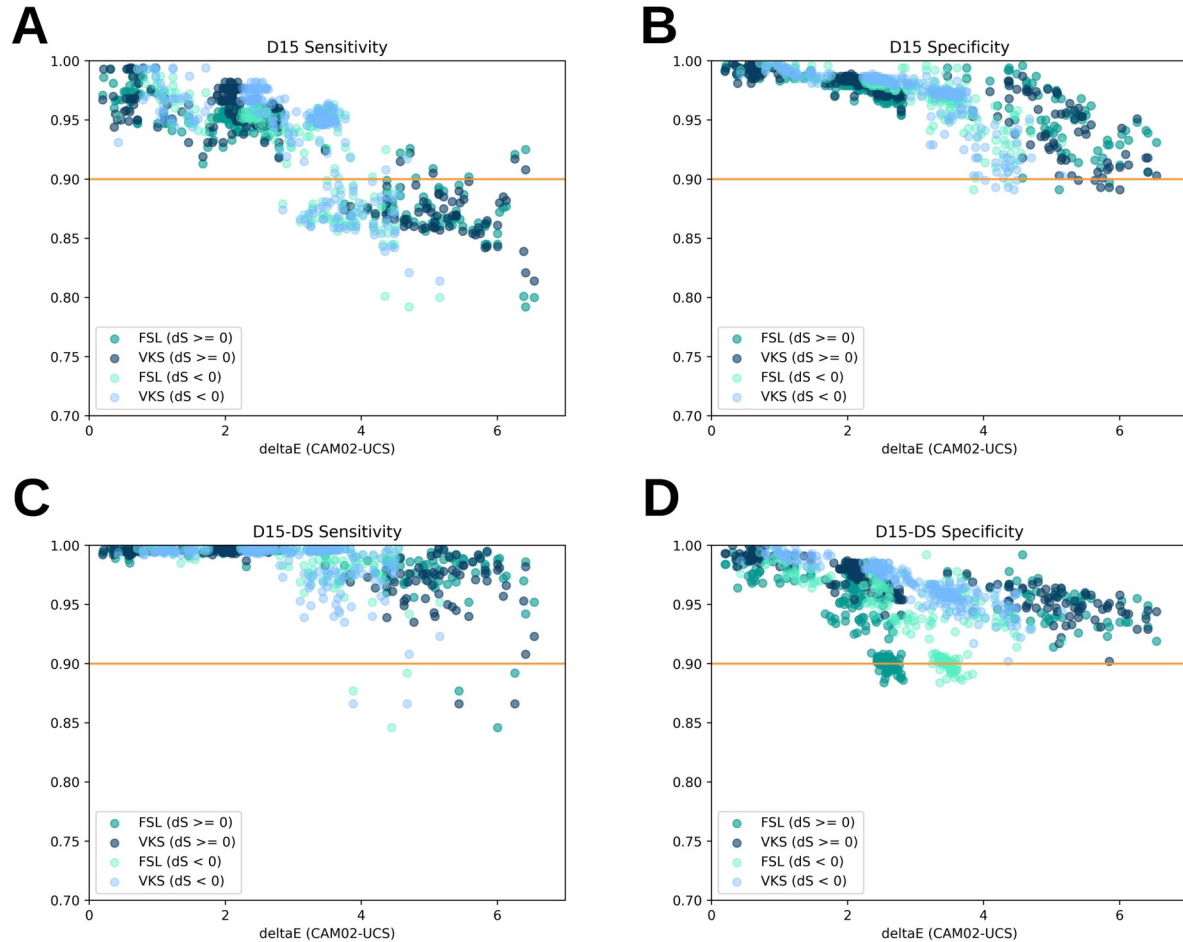 A
D15 Sensitivity
1.00
0.95
0.90
0.85
0.80
0.75
0.70
FSL (dS >= 0)
VKS (dS >= 0)
FSL (dS < 0)
VKS (dS < 0)
0 2 4 6
deltaE (CAM02-UCS)
B
D15 Specificity
1.00
0.95
0.90
0.85
0.80
0.75
0.70
FSL (dS >= 0)
VKS (dS >= 0)
FSL (dS < 0)
VKS (dS < 0)
0 2 4 6
deltaE (CAM02-UCS)
C
D15-DS Sensitivity
1.00
0.95
0.90
0.85
0.80
0.75
0.70
FSL (dS >= 0)
VKS (dS >= 0)
FSL (dS < 0)
VKS (dS < 0)
0 2 4 6
deltaE (CAM02-UCS)
D
D15-DS Specificity
1.00
0.95
0.90
0.85
0.80
0.75
0.70
FSL (dS >= 0)
VKS (dS >= 0)
FSL (dS < 0)
VKS (dS < 0)
0 2 4 6
deltaE (CAM02-UCS)